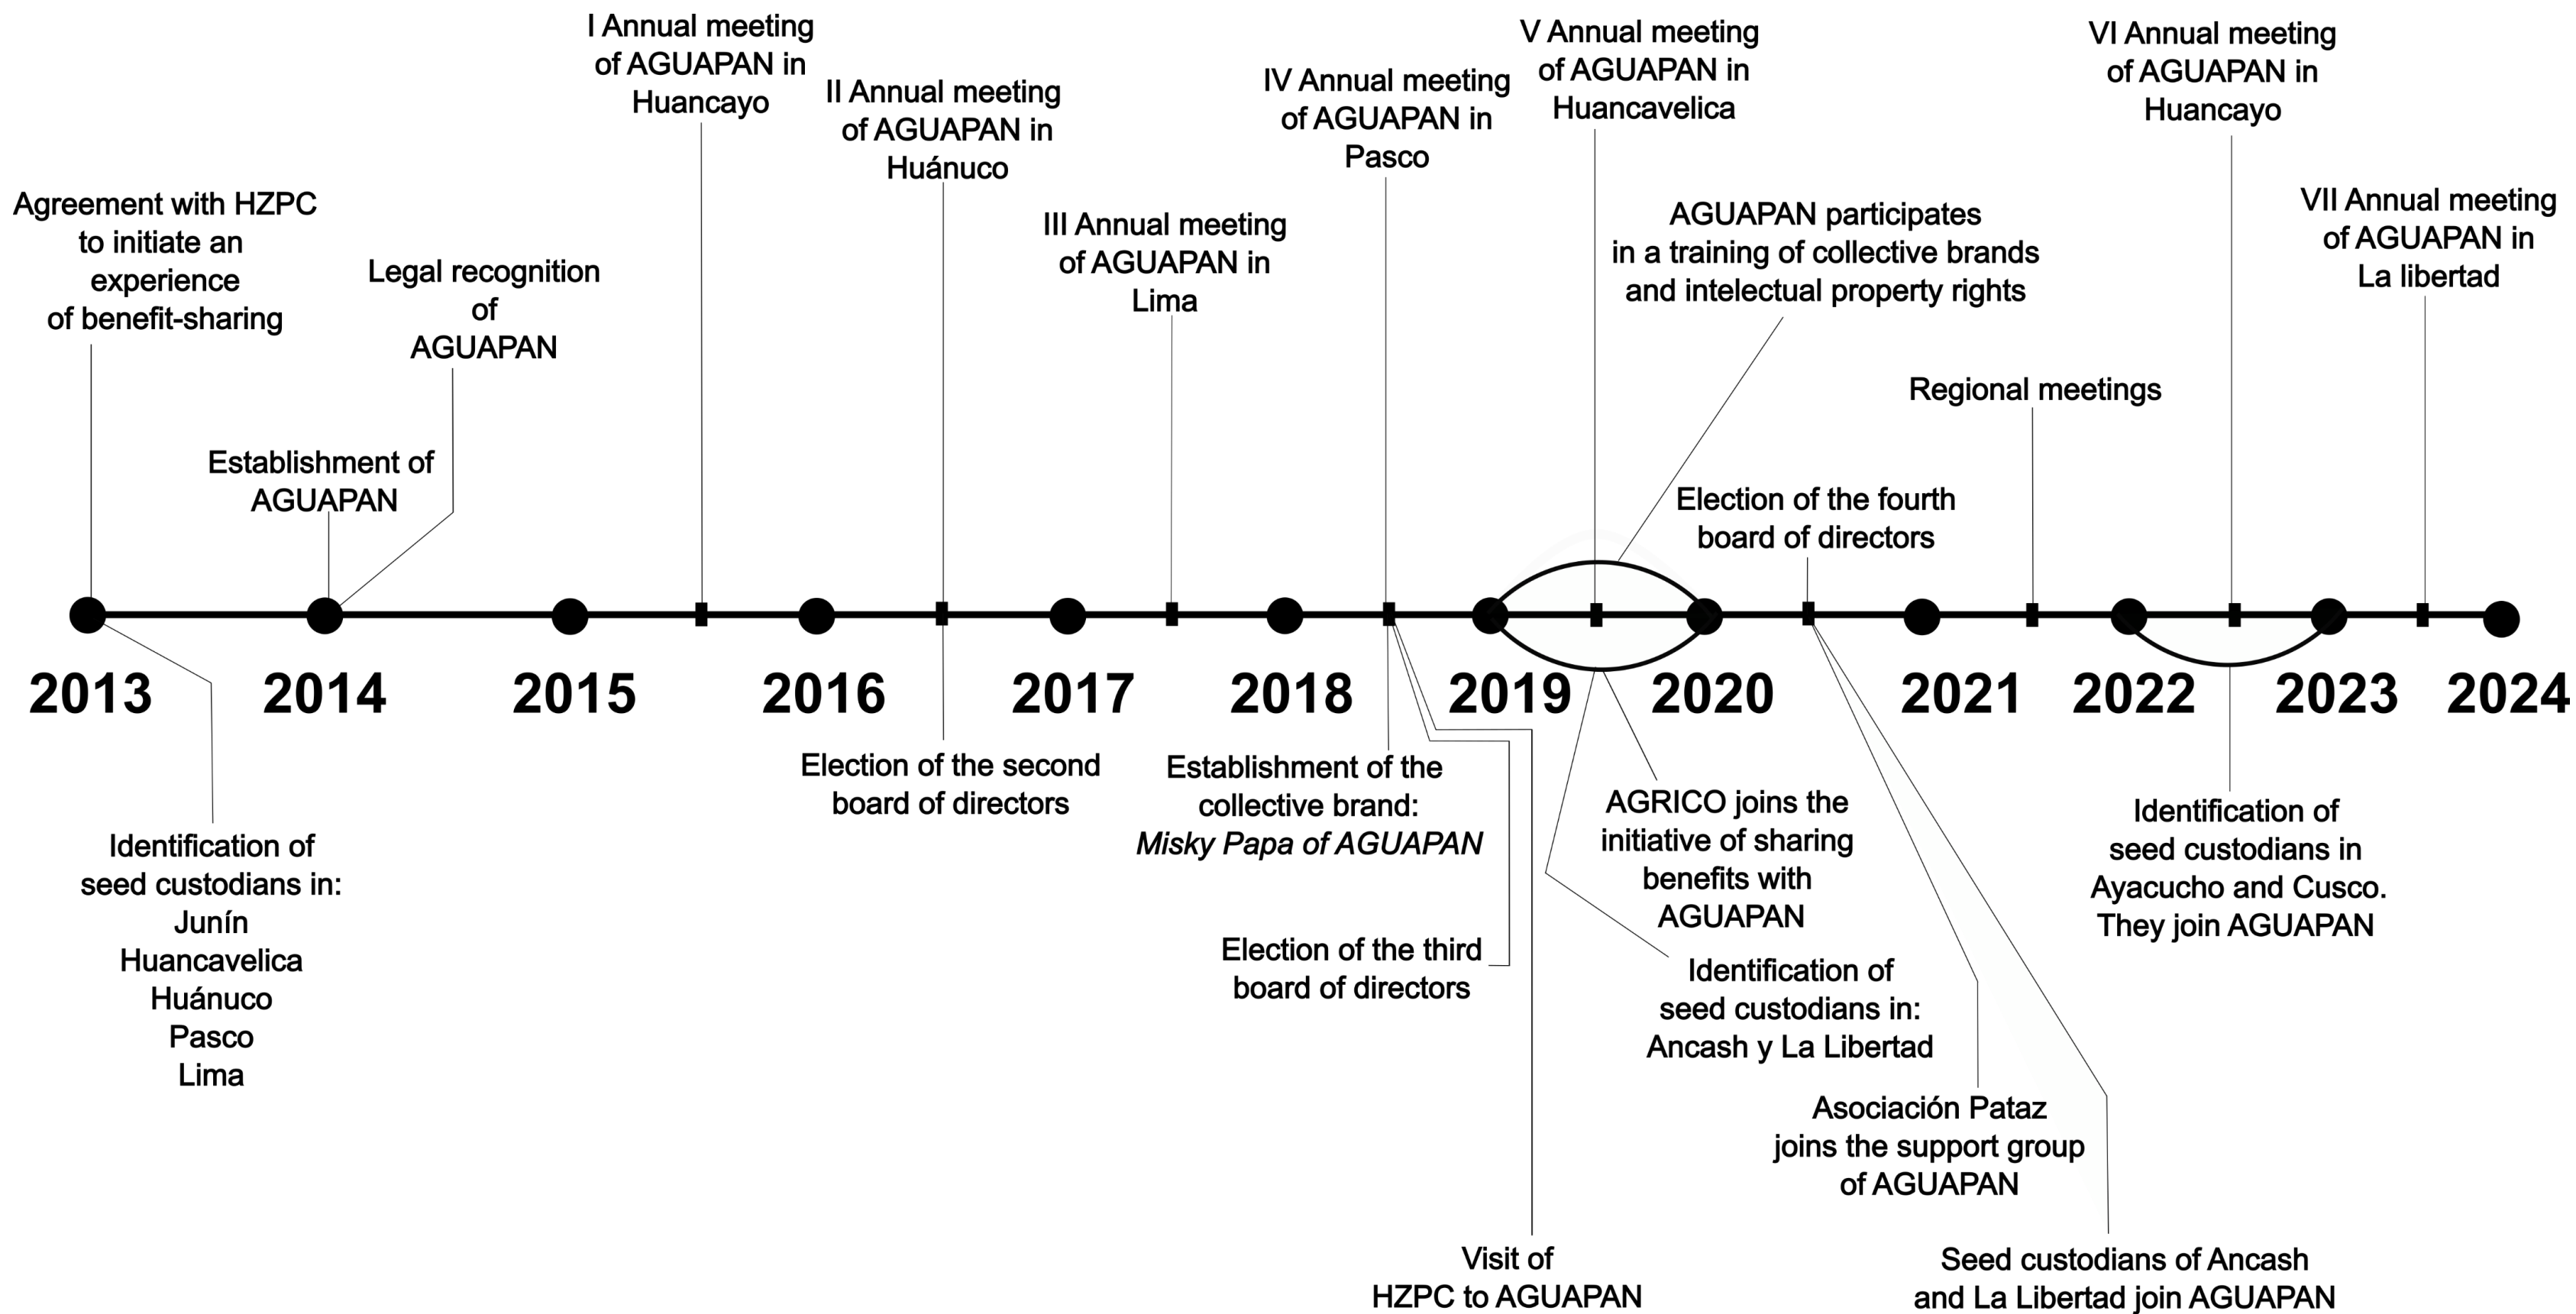 I Annual meeting
of AGUAPAN in
Huancayo
II Annual meeting
of AGUAPAN in
Huánuco
III Annual meeting
of AGUAPAN in
Lima
IV Annual meeting
of AGUAPAN in
Pasco
V Annual meeting
of AGUAPAN in
Huancavelica
VI Annual meeting
of AGUAPAN in
Huancayo
VII Annual meeting
of AGUAPAN in
La libertad
Agreement with HZPC
to initiate an
experience
of benefit-sharing
Legal recognition
of
AGUAPAN
Establishment of
AGUAPAN
AGUAPAN participates
in a training of collective brands
and intelectual property rights
Regional meetings
Election of the fourth
board of directors
2013 2014 2015 2016 2017 2018 2019 2020 2021 2022 2023 2024
Identification of
seed custodians in:
Junín
Huancavelica
Huánuco
Pasco
Lima
Election of the second
board of directors
Establishment of the
collective brand:
Misky Papa of AGUAPAN
Election of the third
board of directors
Visit of
HZPC to AGUAPAN
AGRICO joins the
initiative of sharing
benefits with
AGUAPAN
Identification of
seed custodians in:
Ancash y La Libertad
Asociación Pataz
joins the support group
of AGUAPAN
Seed custodians of Ancash
and La Libertad join AGUAPAN
Identification of
seed custodians in
Ayacucho and Cusco.
They join AGUAPAN